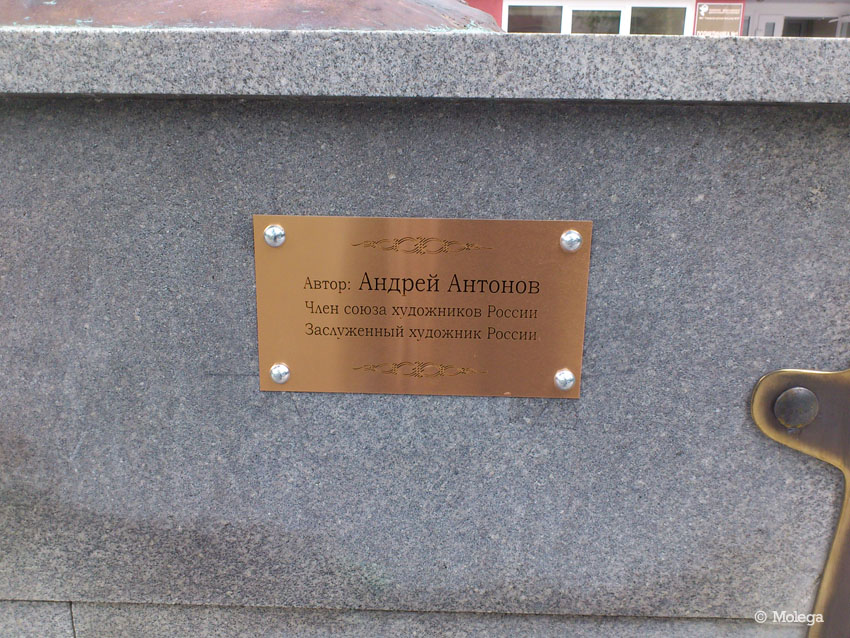 Автор: Андрей Антонов
Член союза художников России
Заслуженный художник России
© Molega